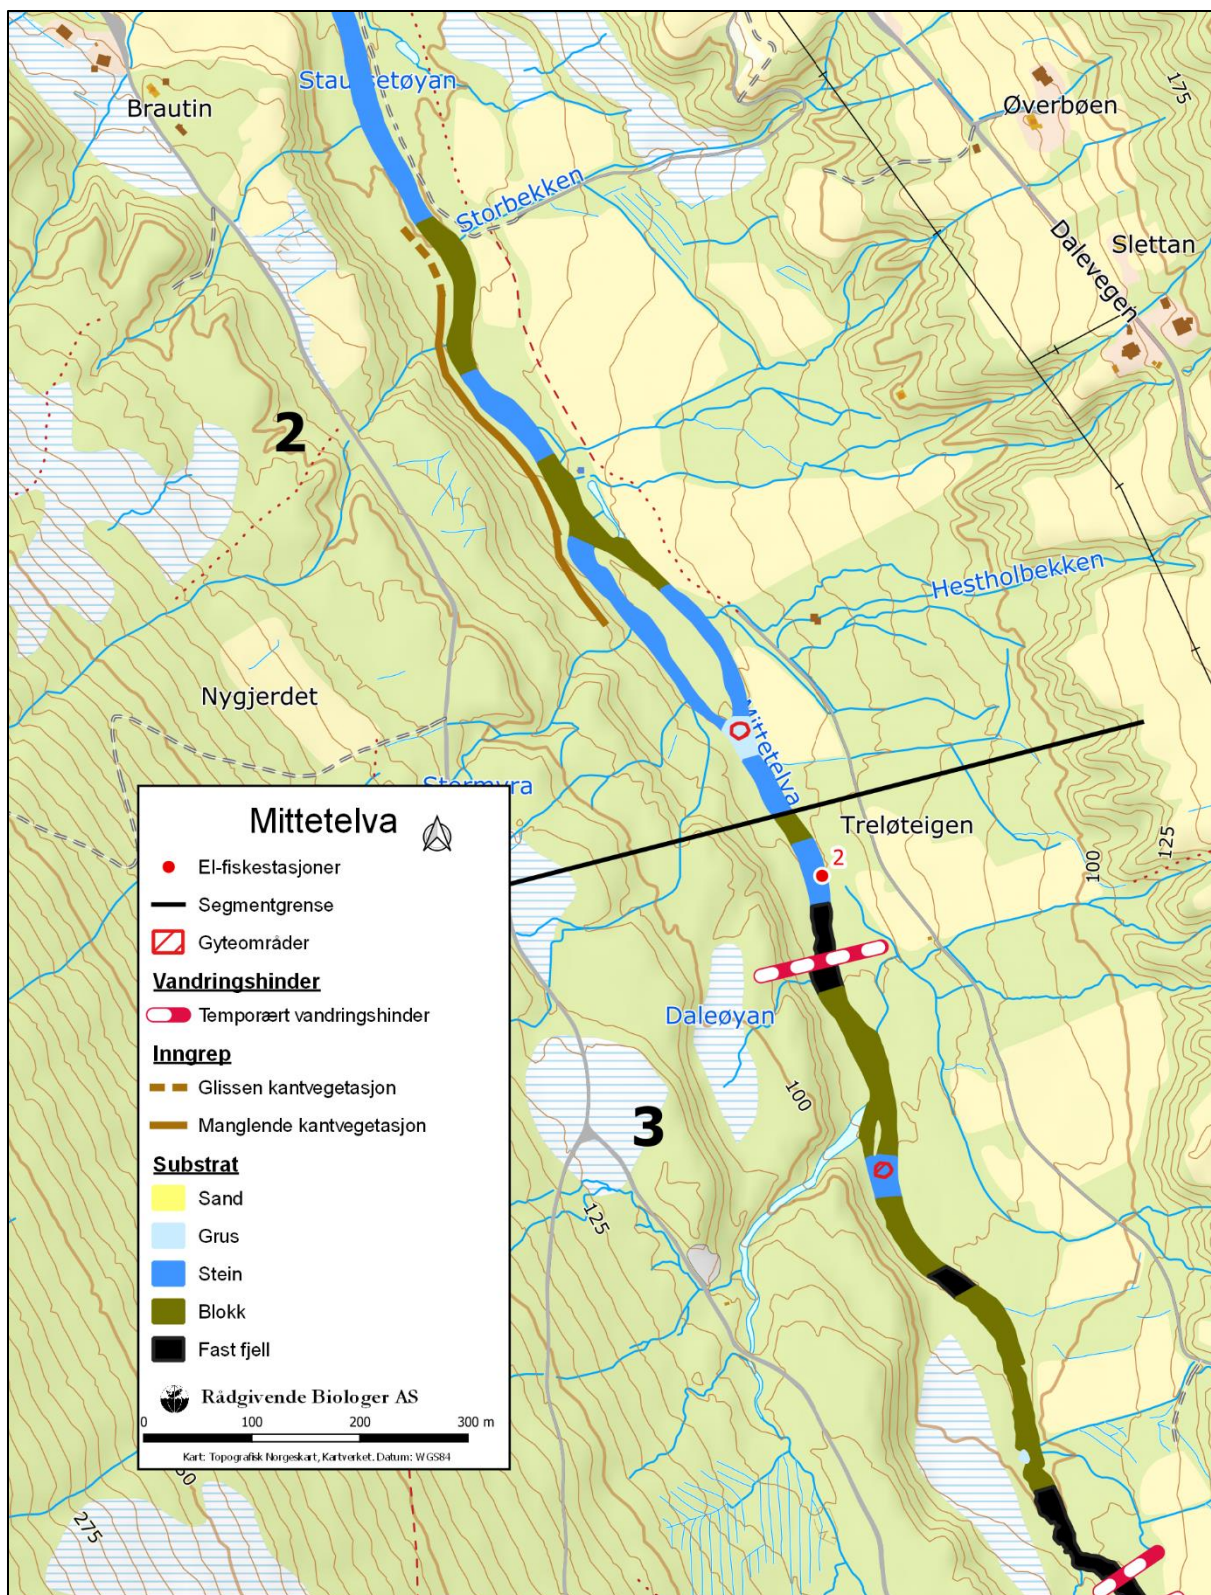 Stauksetøyan
Brautin
Øverbøen
175
Storbekken
Slettan
Dalevegen
2
Hestholbekken
Nygjerdet
Mittetelva
Stormyra
Treløteigen
2
100
125
Daleøyan
100
3
125
275
Mittetelva
El-fiskestasjoner
Segmentgrense
Gyteområder
Vandringshinder
Temporært vandringshinder
Inngrep
Glissen kantvegetasjon
Manglende kantvegetasjon
Substrat
Sand
Grus
Stein
Blokk
Fast fjell
Rådgivende Biologer AS
0 100 200 300 m
Kart: Topografisk Norgeskart, Kartverket. Datum: WGS84